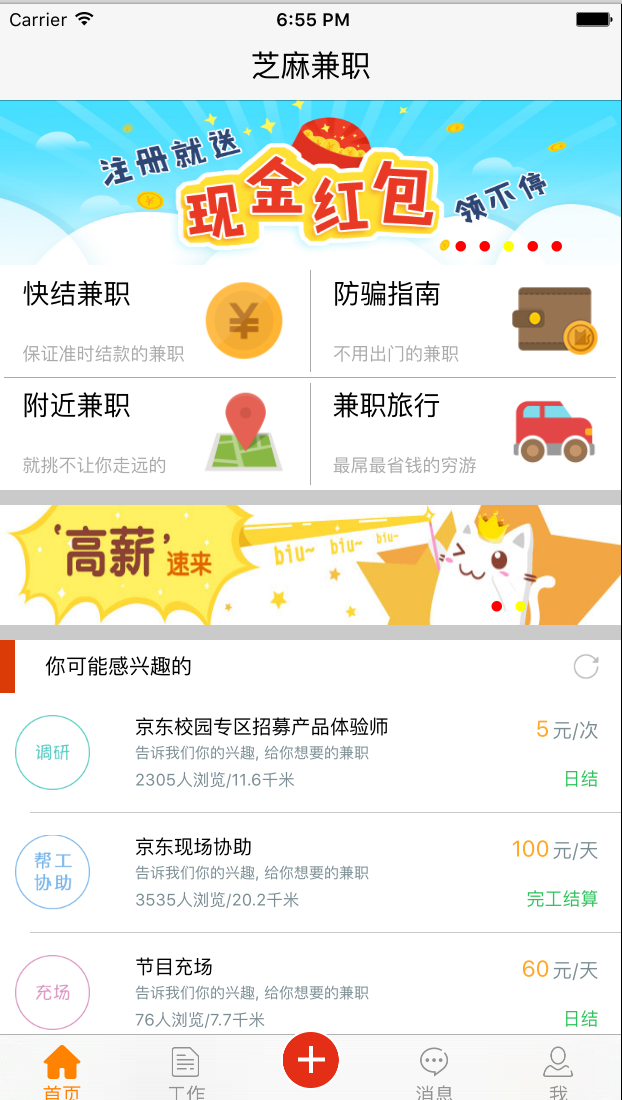 Carrier 6:55 PM
芝麻兼职
注册就送
现金红包
领不停
快结兼职
保证准时结款的兼职
防骗指南
不用出门的兼职
附近兼职
就挑不让你走远的
兼职旅行
最屌最省钱的穷游
‘高薪’速来
biu~ biu~ biu~
你可能感兴趣的
调研
京东校园专区招募产品体验师
5元/次
告诉我们你的兴趣, 给你想要的兼职
2305人浏览/11.6千米
日结
帮工
协助
京东现场协助
100元/天
告诉我们你的兴趣, 给你想要的兼职
3535人浏览/20.2千米
完工结算
充场
节目充场
60元/天
告诉我们你的兴趣, 给你想要的兼职
76人浏览/7.7千米
日结
首页 工作 消息 我